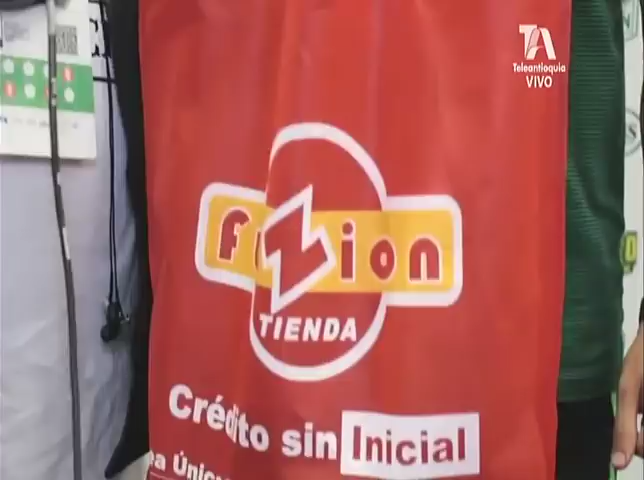 TA
Teleantioquia
VIVO
fuzion
TIENDA
Crédito sin Inicial